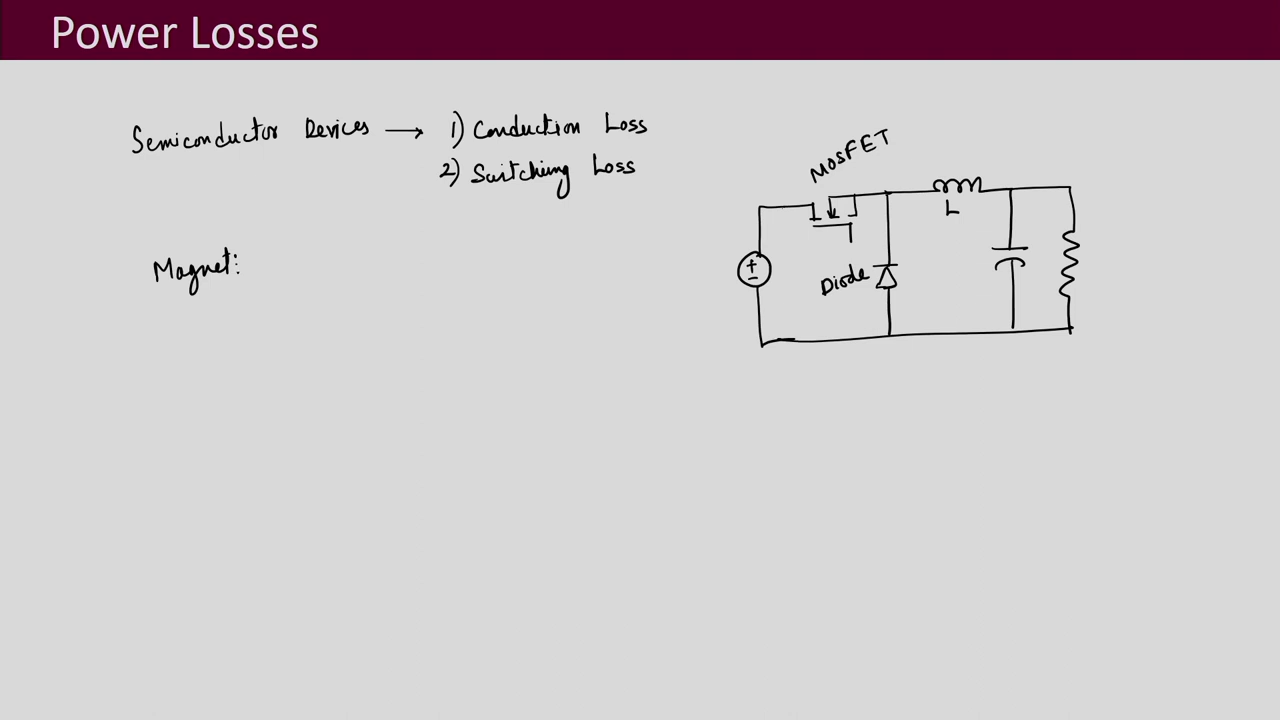 Power Losses
Semiconductor Devices → 1) Conduction Loss
2) Switching Loss
Magnet:
MOSFET
L
Diode
+
-